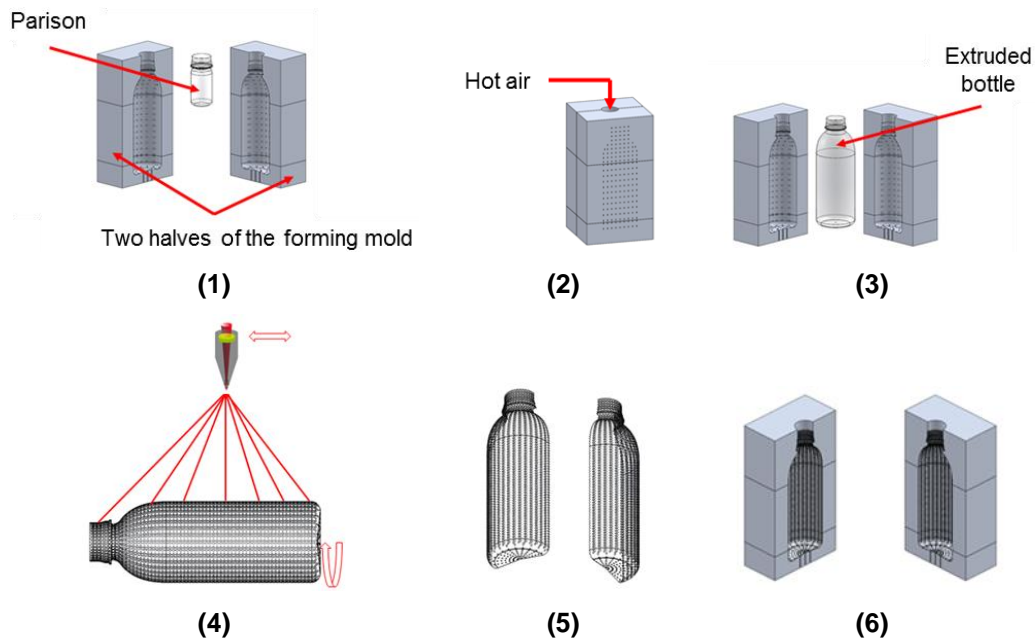 Parison
Two halves of the forming mold
(1)
Hot air
(2)
Extruded
bottle
(3)
(4)
(5)
(6)